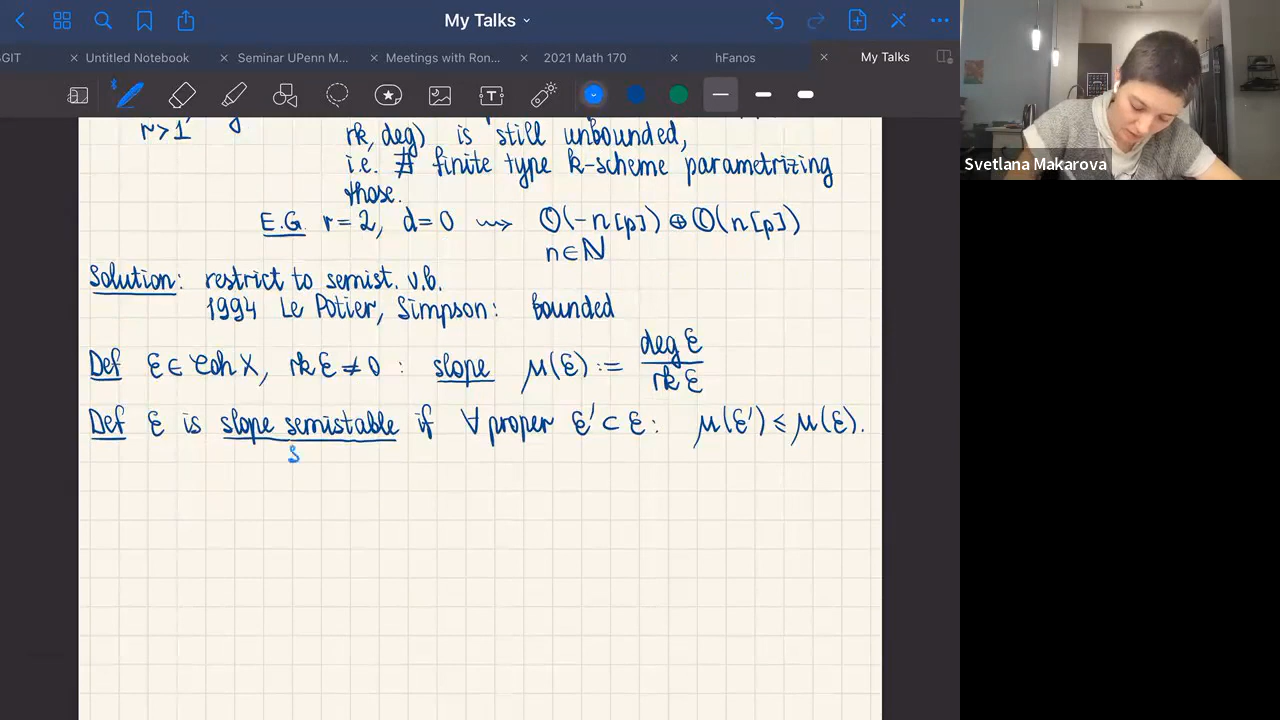 My Talks
GIT
Untitled Notebook
Seminar UPenn M...
Meetings with Ron...
2021 Math 170
hFanos
My Talks
Svetlana Makarova
r>1
rk, deg) is still unbounded,
i.e. ∄ finite type k-scheme parametrizing
those.
E.G. r=2, d=0 ⇝ O(-n[p]) ⊕ O(n[p])
n∈ℕ
Solution: restrict to semist. v.b.
1994 Le Potier, Simpson: bounded
Def ℰ ∈ Coh X, rk ℰ ≠ 0 : slope μ(ℰ) := deg ℰ / rk ℰ
Def ℰ is slope semistable if ∀ proper ℰ' ⊂ ℰ: μ(ℰ') ≤ μ(ℰ).
s